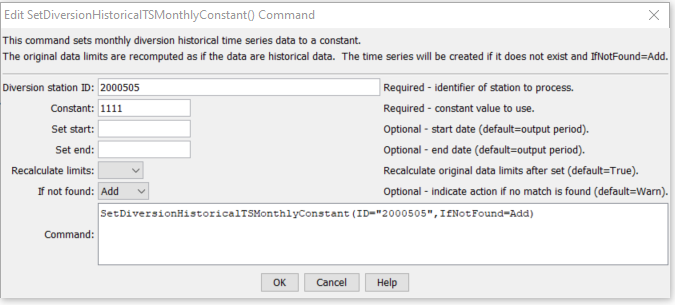 Edit SetDiversionHistoricalTSMonthlyConstant() Command
This command sets monthly diversion historical time series data to a constant.
The original data limits are recomputed as if the data are historical data. The time series will be created if it does not exist and IfNotFound=Add.
Diversion station ID: 2000505 Required - identifier of station to process.
Constant: 1111 Required - constant value to use.
Set start: Optional - start date (default=output period).
Set end: Optional - end date (default=output period).
Recalculate limits: Recalculate original data limits after set (default=True).
If not found: Add Optional - indicate action if no match is found (default=Warn).
SetDiversionHistoricalTSMonthlyConstant(ID="2000505",IfNotFound=Add)
Command:
OK Cancel Help